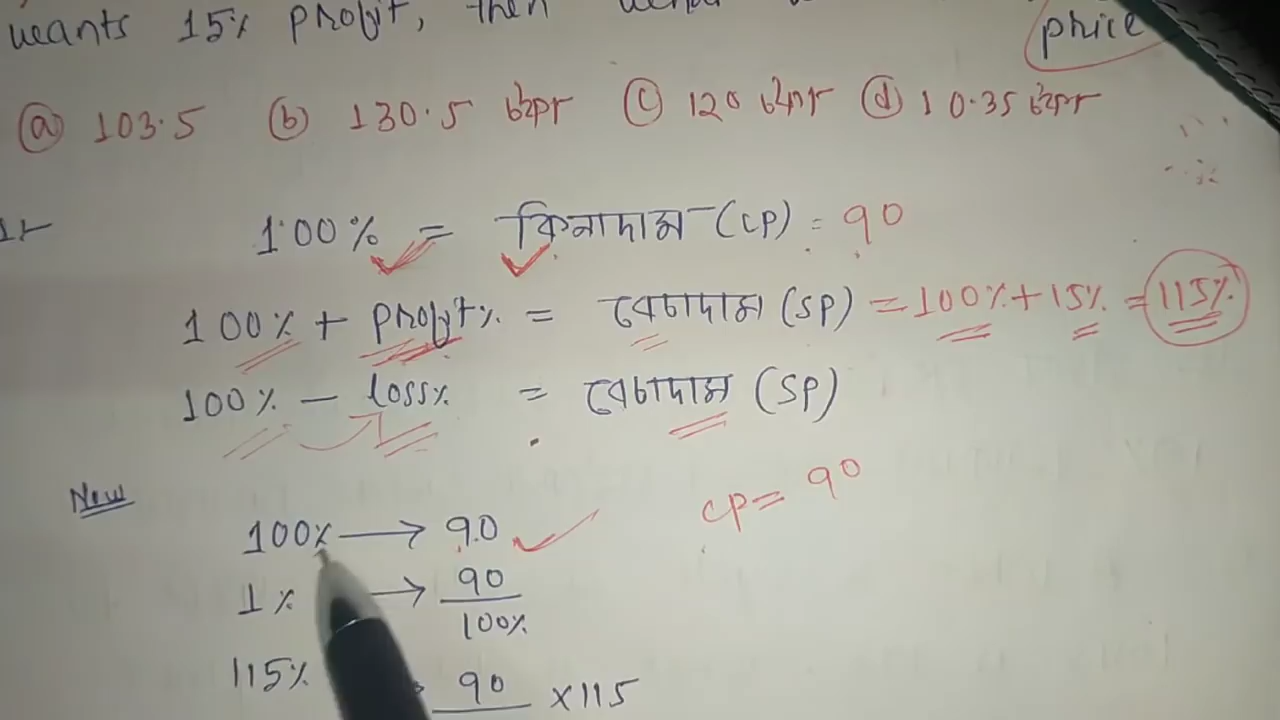 wants 15% profit, then
price
(a) 103.5 (b) 130.5 (c) 120 (d) 10.35
100% = কিনাদাম (CP) = 90
100% + profit% = বেচাদাম (SP) = 100% + 15% = 115%
100% - loss% = বেচাদাম (SP)
New
CP = 90
100% → 90
1% → 90/100%
115% 90 × 115